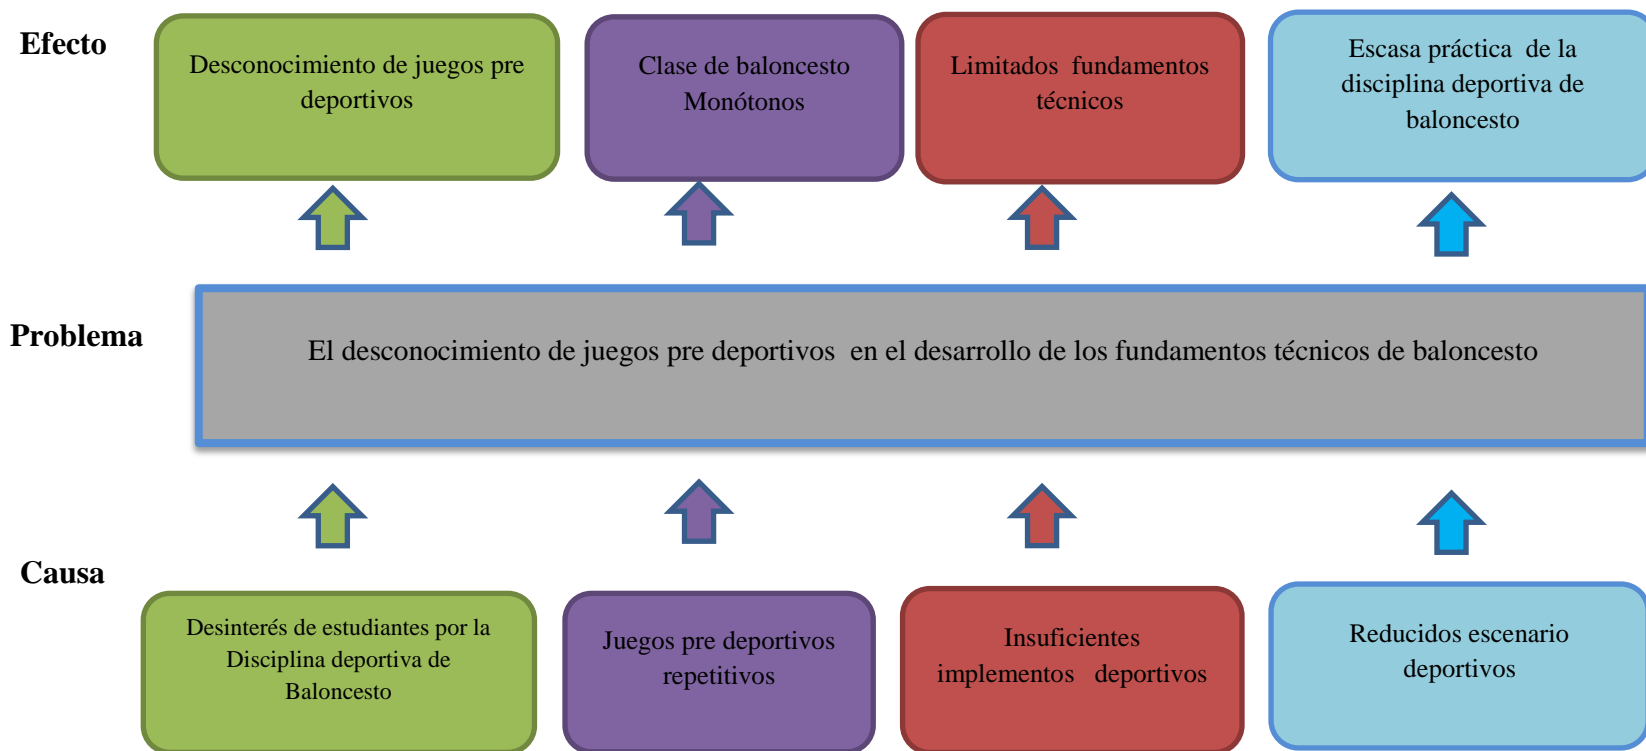 Efecto
Desconocimiento de juegos pre
deportivos
Clase de baloncesto
Monótonos
Limitados fundamentos
técnicos
Escasa práctica de la
disciplina deportiva de
baloncesto
Problema
El desconocimiento de juegos pre deportivos en el desarrollo de los fundamentos técnicos de baloncesto
Causa
Desinterés de estudiantes por la
Disciplina deportiva de
Baloncesto
Juegos pre deportivos
repetitivos
Insuficientes
implementos deportivos
Reducidos escenario
deportivos